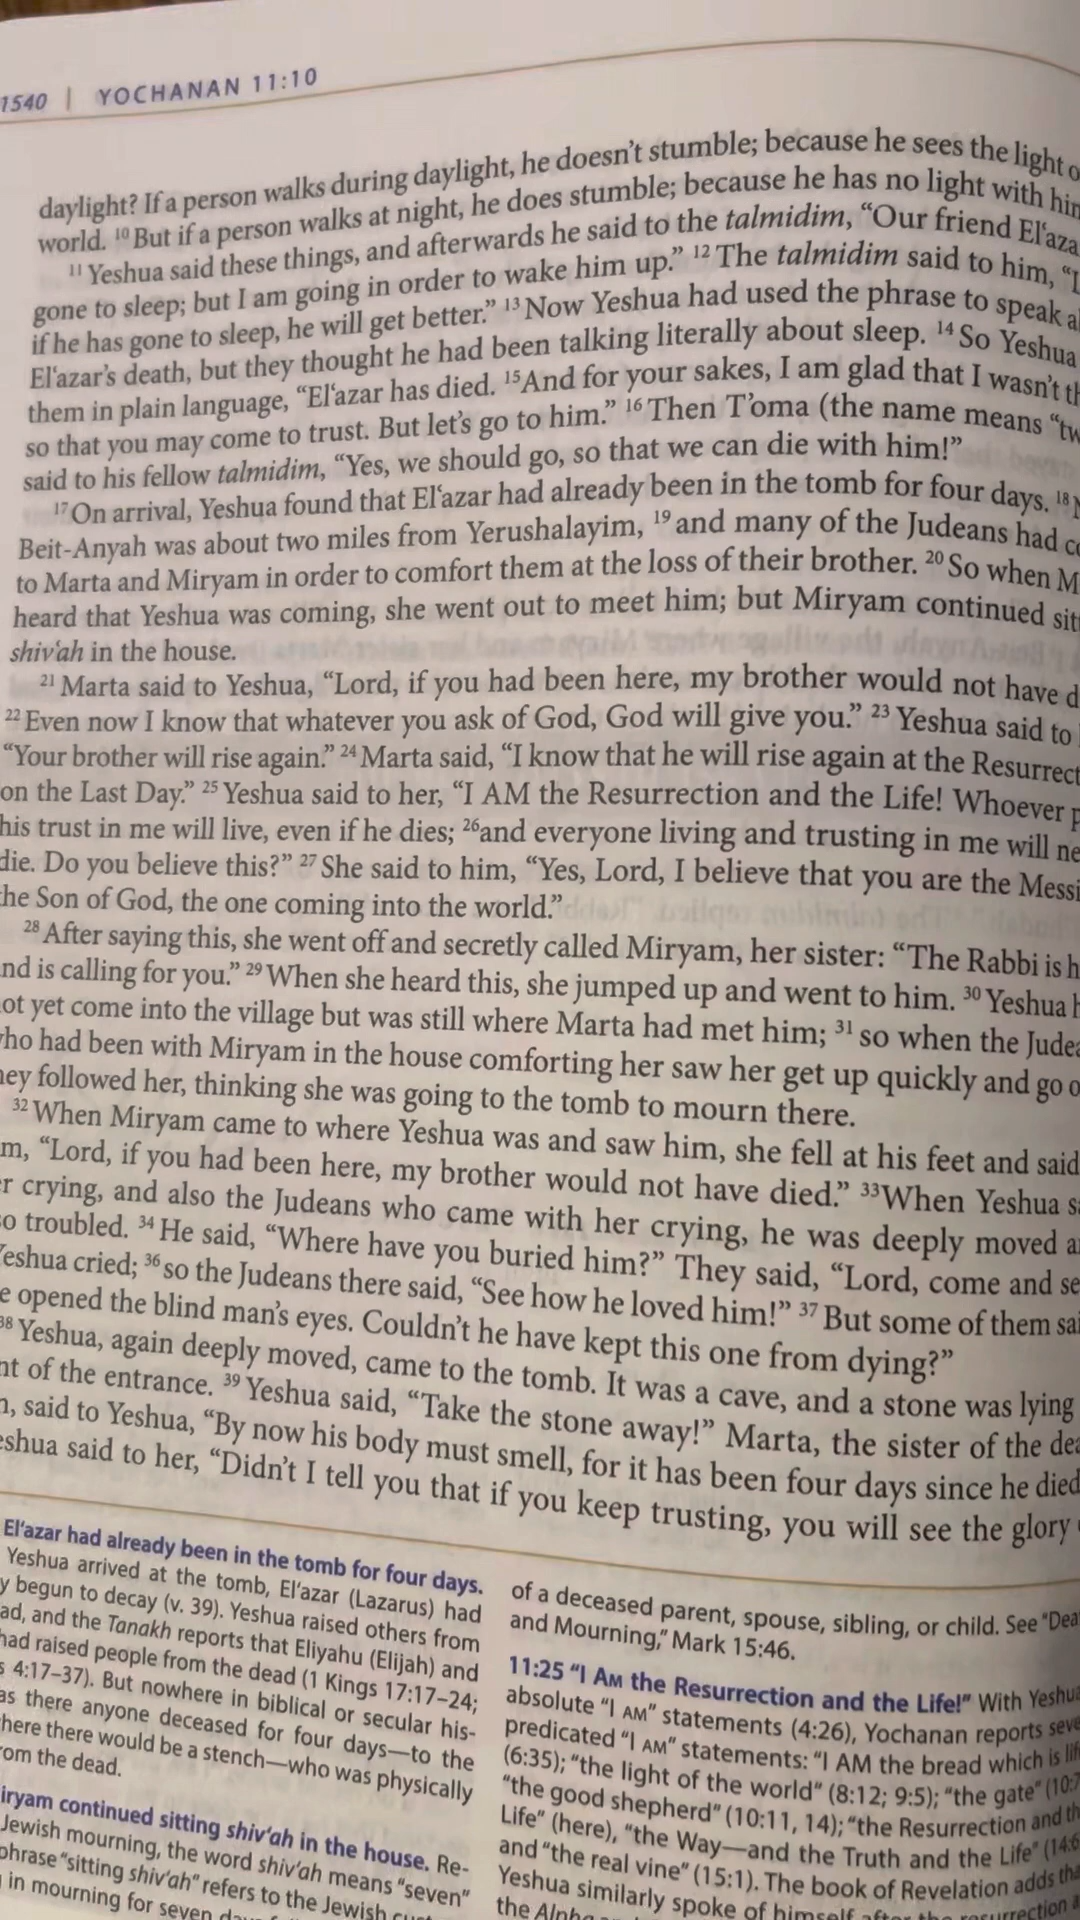 1540 | YOCHANAN 11:10
daylight? If a person walks during daylight, he doesn't stumble; because he sees the light
world. 10 But if a person walks at night, he does stumble; because he has no light with
11 Yeshua said these things, and afterwards he said to the talmidim, “Our friend
gone to sleep; but I am going in order to wake him up.” 12 The talmidim said to him,
if he has gone to sleep, he will get better.” 13 Now Yeshua had used the phrase to speak
El‘azar’s death, but they thought he had been talking literally about sleep. 14 So Yeshua
them in plain language, “El‘azar has died. 15 And for your sakes, I am glad that I wasn’t
so that you may come to trust. But let’s go to him.” 16 Then T’oma (the name means
said to his fellow talmidim, “Yes, we should go, so that we can die with him!”
17 On arrival, Yeshua found that El‘azar had already been in the tomb for four days. 18
Beit-Anyah was about two miles from Yerushalayim, 19 and many of the Judeans had
to Marta and Miryam in order to comfort them at the loss of their brother. 20 So when
heard that Yeshua was coming, she went out to meet him; but Miryam continued
shiv‘ah in the house.
21 Marta said to Yeshua, “Lord, if you had been here, my brother would not have
22 Even now I know that whatever you ask of God, God will give you.” 23 Yeshua said to
“Your brother will rise again.” 24 Marta said, “I know that he will rise again at the
on the Last Day.” 25 Yeshua said to her, “I AM the Resurrection and the Life! Whoever
his trust in me will live, even if he dies; 26 and everyone living and trusting in me will
die. Do you believe this?” 27 She said to him, “Yes, Lord, I believe that you are the
the Son of God, the one coming into the world.”
28 After saying this, she went off and secretly called Miryam, her sister: “The Rabbi is
is calling for you.” 29 When she heard this, she jumped up and went to him. 30 Yeshua
yet come into the village but was still where Marta had met him; 31 so when the
had been with Miryam in the house comforting her saw her get up quickly and go
followed her, thinking she was going to the tomb to mourn there.
32 When Miryam came to where Yeshua was and saw him, she fell at his feet and said
“Lord, if you had been here, my brother would not have died.” 33 When Yeshua
crying, and also the Judeans who came with her crying, he was deeply moved
troubled. 34 He said, “Where have you buried him?” They said, “Lord, come and
Yeshua cried; 36 so the Judeans there said, “See how he loved him!” 37 But some of them
opened the blind man’s eyes. Couldn’t he have kept this one from dying?”
38 Yeshua, again deeply moved, came to the tomb. It was a cave, and a stone was lying
of the entrance. 39 Yeshua said, “Take the stone away!” Marta, the sister of the
said to Yeshua, “By now his body must smell, for it has been four days since he died
said to her, “Didn’t I tell you that if you keep trusting, you will see the glory
El‘azar had already been in the tomb for four days.
Yeshua arrived at the tomb, El‘azar (Lazarus) had
begun to decay (v. 39). Yeshua raised others from
and the Tanakh reports that Eliyahu (Elijah) and
had raised people from the dead (1 Kings 17:17–24;
4:17–37). But nowhere in biblical or secular his-
there anyone deceased for four days—to the
there would be a stench—who was physically
from the dead.
continued sitting shiv‘ah in the house. Re-
Jewish mourning, the word shiv‘ah means “seven”
phrase “sitting shiv‘ah” refers to the Jewish
in mourning for seven
of a deceased parent, spouse, sibling, or child. See
and Mourning,” Mark 15:46.
11:25 “I AM the Resurrection and the Life!” With
absolute “I AM” statements (4:26), Yochanan reports
predicated “I AM” statements: “I AM the bread which is
(6:35); “the light of the world” (8:12; 9:5); “the gate”
“the good shepherd” (10:11, 14); “the Resurrection and
Life” (here), “the Way—and the Truth and the Life”
and “the real vine” (15:1). The book of Revelation adds
Yeshua similarly spoke of himself
the